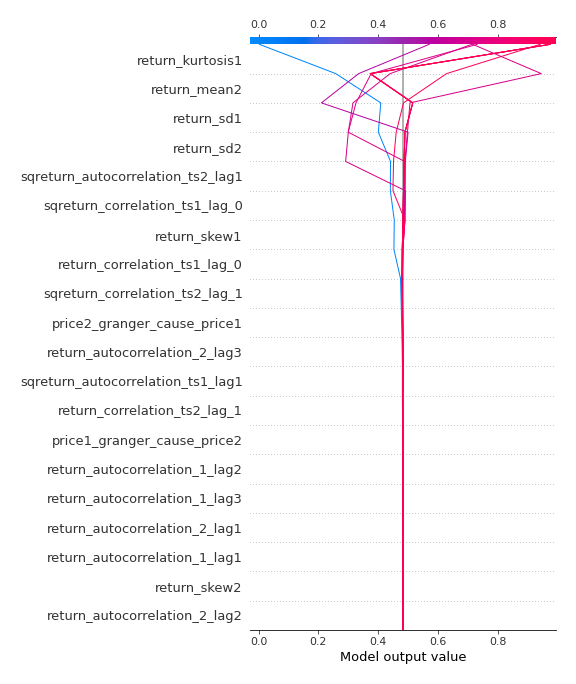 0.0 0.2 0.4 0.6 0.8
return_kurtosis1
return_mean2
return_sd1
return_sd2
sqreturn_autocorrelation_ts2_lag1
sqreturn_correlation_ts1_lag_0
return_skew1
return_correlation_ts1_lag_0
sqreturn_correlation_ts2_lag_1
price2_granger_cause_price1
return_autocorrelation_2_lag3
sqreturn_autocorrelation_ts1_lag1
return_correlation_ts2_lag_1
price1_granger_cause_price2
return_autocorrelation_1_lag2
return_autocorrelation_1_lag3
return_autocorrelation_2_lag1
return_autocorrelation_1_lag1
return_skew2
return_autocorrelation_2_lag2
0.0 0.2 0.4 0.6 0.8
Model output value